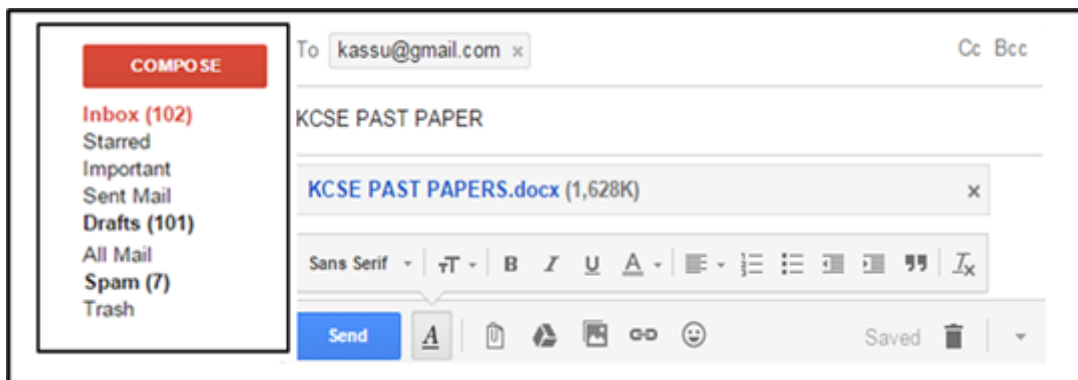 COMPOSE
Inbox (102)
Starred
Important
Sent Mail
Drafts (101)
All Mail
Spam (7)
Trash
To kassu@gmail.com × Cc Bcc
KCSE PAST PAPER
KCSE PAST PAPERS.docx (1,628K) ×
Sans Serif T B I U A Tx
Send A Saved